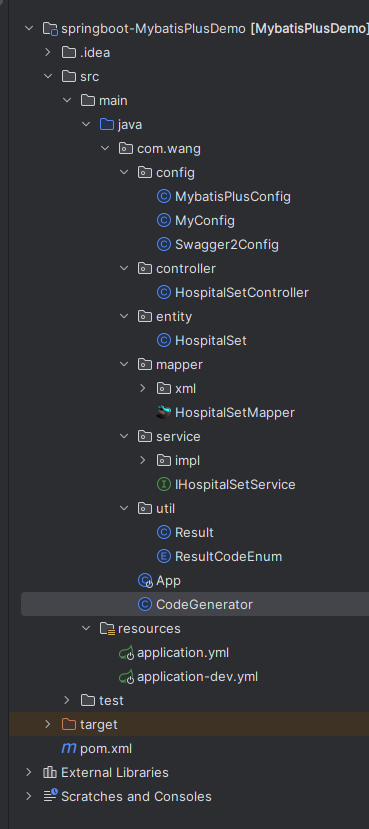 springboot-MybatisPlusDemo [MybatisPlusDemo]
.idea
src
main
java
com.wang
config
MybatisPlusConfig
MyConfig
Swagger2Config
controller
HospitalSetController
entity
HospitalSet
mapper
xml
HospitalSetMapper
service
impl
IHospitalSetService
util
Result
ResultCodeEnum
App
CodeGenerator
resources
application.yml
application-dev.yml
test
target
pom.xml
External Libraries
Scratches and Consoles